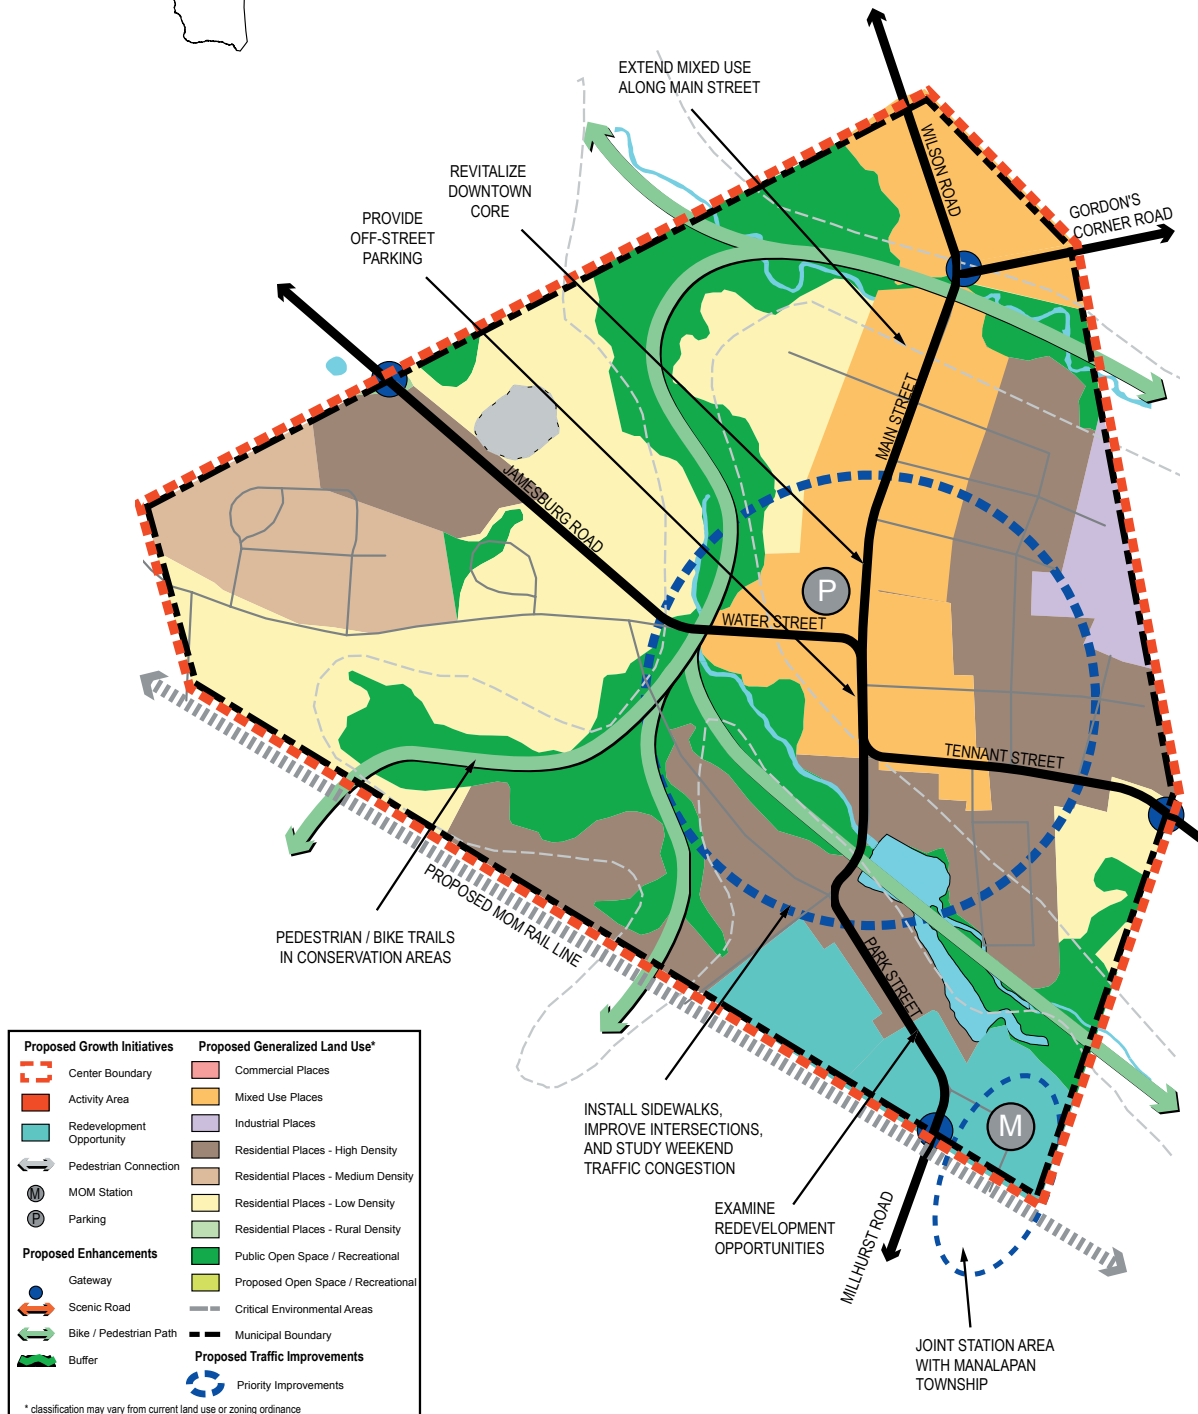 EXTEND MIXED USE
ALONG MAIN STREET
REVITALIZE
DOWNTOWN
CORE
PROVIDE
OFF-STREET
PARKING
WILSON ROAD
GORDON'S
CORNER ROAD
MAIN STREET
JAMESBURG ROAD
P
WATER STREET
TENNANT STREET
PROPOSED MOM RAIL LINE
PEDESTRIAN / BIKE TRAILS
IN CONSERVATION AREAS
PARK STREET
M
INSTALL SIDEWALKS,
IMPROVE INTERSECTIONS,
AND STUDY WEEKEND
TRAFFIC CONGESTION
EXAMINE
REDEVELOPMENT
OPPORTUNITIES
MILLHURST ROAD
JOINT STATION AREA
WITH MANALAPAN
TOWNSHIP
Proposed Growth Initiatives
Center Boundary
Activity Area
Redevelopment
Opportunity
Pedestrian Connection
M MOM Station
P Parking
Proposed Enhancements
Gateway
Scenic Road
Bike / Pedestrian Path
Buffer
Proposed Generalized Land Use*
Commercial Places
Mixed Use Places
Industrial Places
Residential Places - High Density
Residential Places - Medium Density
Residential Places - Low Density
Residential Places - Rural Density
Public Open Space / Recreational
Proposed Open Space / Recreational
Critical Environmental Areas
Municipal Boundary
Proposed Traffic Improvements
Priority Improvements
* classification may vary from current land use or zoning ordinance